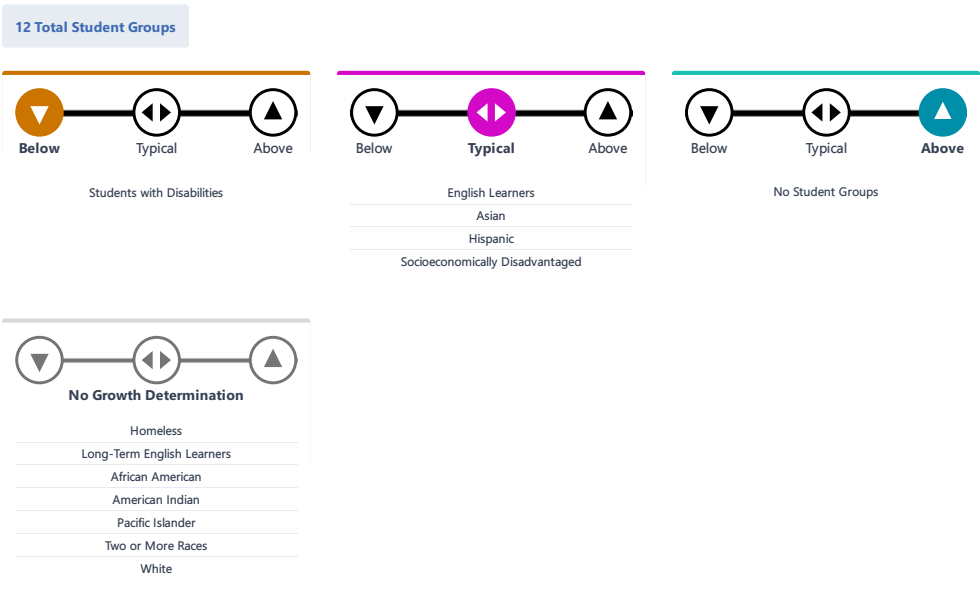 12 Total Student Groups
Below Typical Above
Students with Disabilities
Below Typical Above
English Learners
Asian
Hispanic
Socioeconomically Disadvantaged
Below Typical Above
No Student Groups
No Growth Determination
Homeless
Long-Term English Learners
African American
American Indian
Pacific Islander
Two or More Races
White